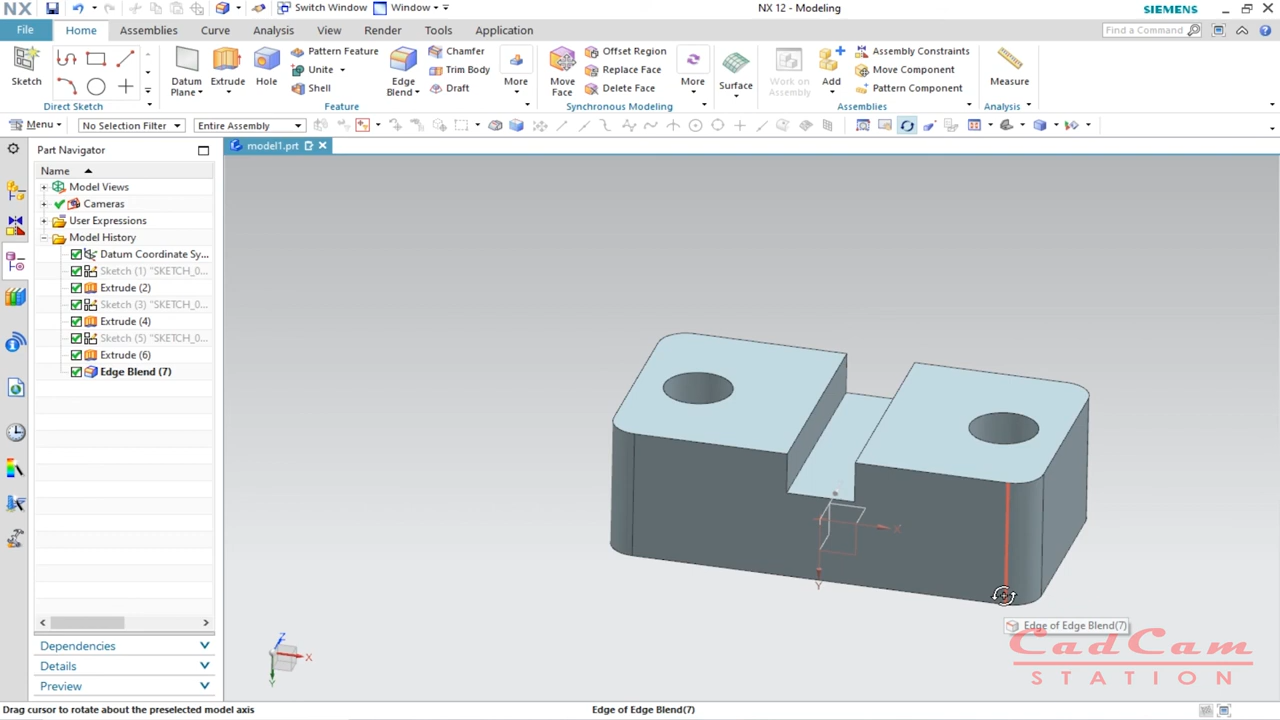 NX
Switch Window
Window
NX 12 - Modeling
SIEMENS
File
Home
Assemblies
Curve
Analysis
View
Render
Tools
Application
Find a Command
Sketch
Direct Sketch
Datum
Plane
Extrude
Hole
Pattern Feature
Unite
Shell
Edge
Blend
Chamfer
Trim Body
Draft
More
Feature
Move
Face
Offset Region
Replace Face
Delete Face
More
Synchronous Modeling
Surface
Work on
Assembly
Add
Assembly Constraints
Move Component
Pattern Component
Assemblies
Measure
Analysis
Menu
No Selection Filter
Entire Assembly
Part Navigator
model1.prt
Name
Model Views
Cameras
User Expressions
Model History
Datum Coordinate Sy...
Sketch (1) "SKETCH_0...
Extrude (2)
Sketch (3) "SKETCH_0...
Extrude (4)
Sketch (5) "SKETCH_0...
Extrude (6)
Edge Blend (7)
X
Y
Edge of Edge Blend(7)
Z
X
Y
Dependencies
Details
Preview
CadCam
STATION
Drag cursor to rotate about the preselected model axis
Edge of Edge Blend(7)